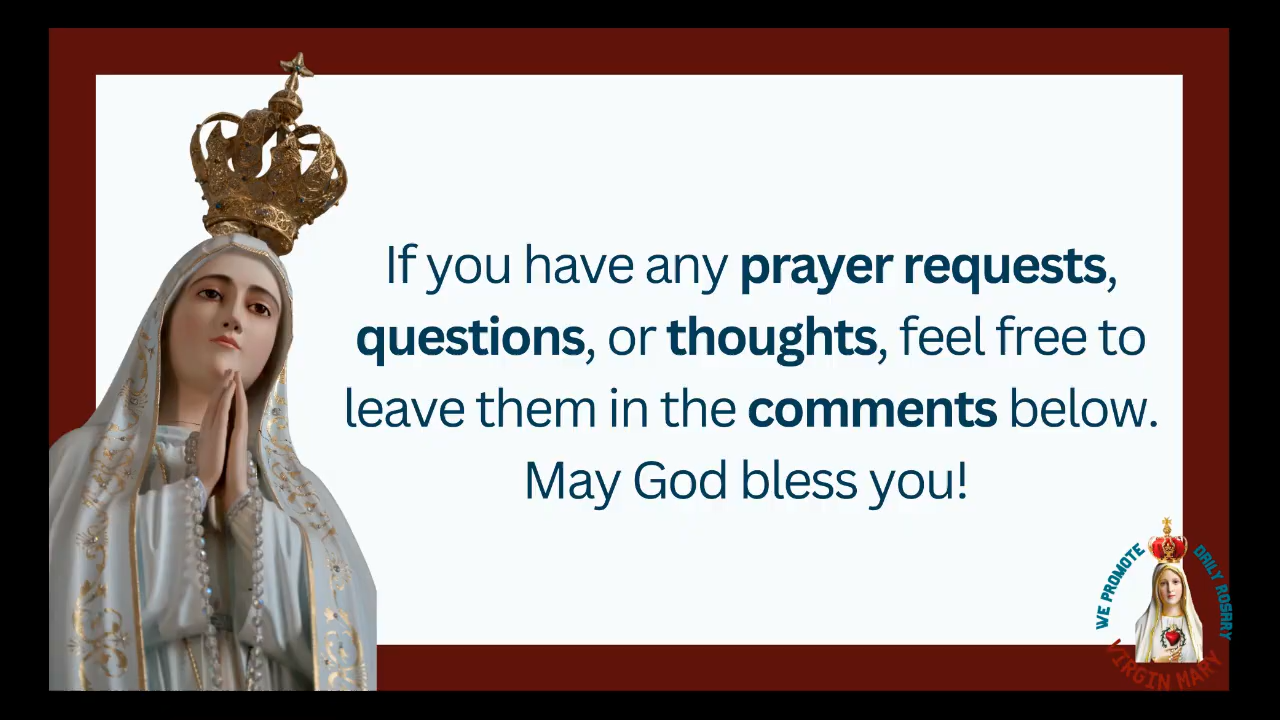 If you have any prayer requests,
questions, or thoughts, feel free to
leave them in the comments below.
May God bless you!
WE PROMOTE
DAILY ROSARY
VIRGIN MARY